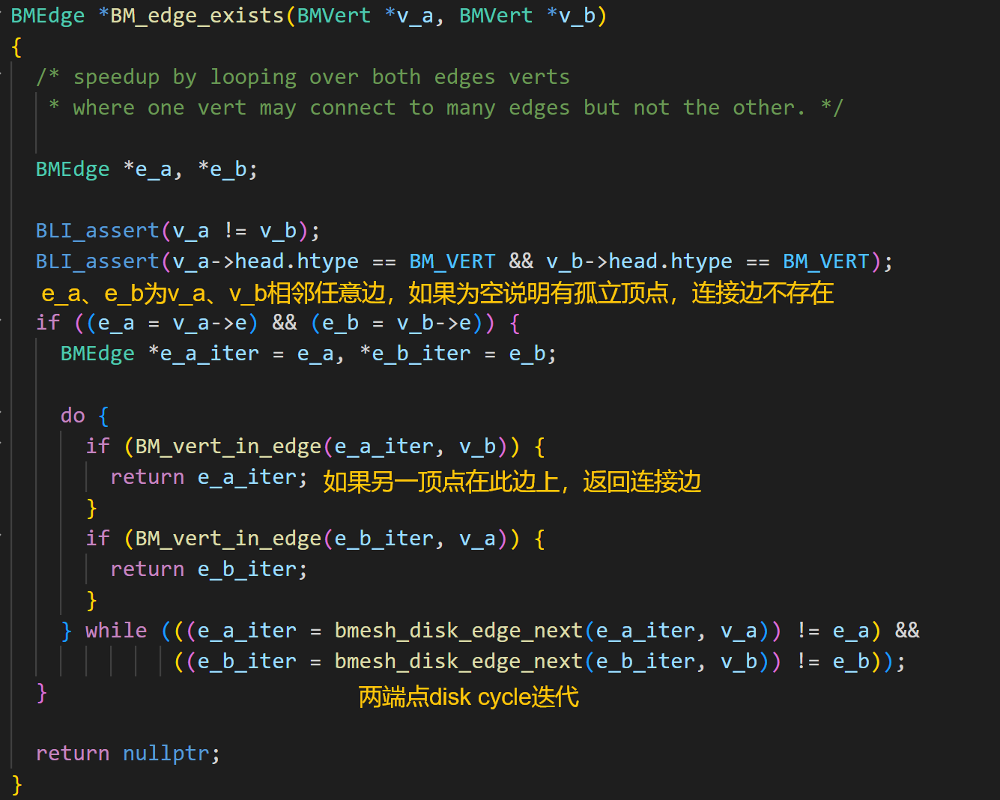 BMEdge *BM_edge_exists(BMVert *v_a, BMVert *v_b)
{
/* speedup by looping over both edges verts
* where one vert may connect to many edges but not the other. */
BMEdge *e_a, *e_b;
BLI_assert(v_a != v_b);
BLI_assert(v_a->head.htype == BM_VERT && v_b->head.htype == BM_VERT);
e_a、e_b为v_a、v_b相邻任意边，如果为空说明有孤立顶点，连接边不存在
if ((e_a = v_a->e) && (e_b = v_b->e)) {
BMEdge *e_a_iter = e_a, *e_b_iter = e_b;
do {
if (BM_vert_in_edge(e_a_iter, v_b)) {
return e_a_iter; 如果另一顶点在此边上，返回连接边
}
if (BM_vert_in_edge(e_b_iter, v_a)) {
return e_b_iter;
}
} while (((e_a_iter = bmesh_disk_edge_next(e_a_iter, v_a)) != e_a) &&
((e_b_iter = bmesh_disk_edge_next(e_b_iter, v_b)) != e_b));
}
两端点disk cycle迭代
return nullptr;
}